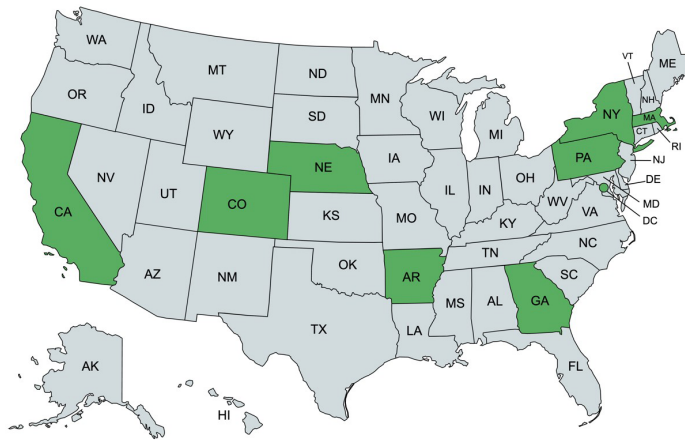 WA
MT
ND
MN
VT
ME
OR
ID
SD
WI
MI
NY
NH
MA
WY
CT
RI
IA
PA
NJ
NE
NV
UT
CO
IL
IN
OH
DE
MD
CA
KS
MO
KY
WV
VA
DC
AZ
NM
OK
AR
TN
NC
SC
MS
AL
GA
TX
LA
FL
AK
HI